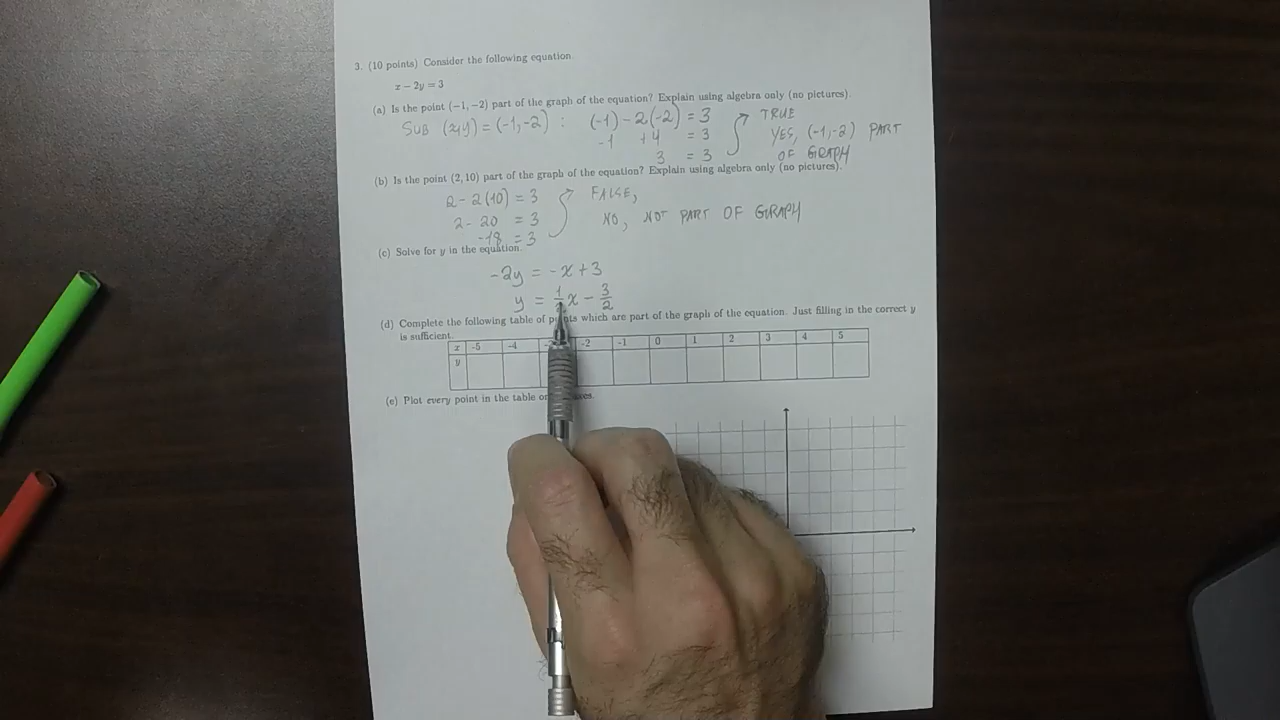 3. (10 points) Consider the following equation
x − 2y = 3
(a) Is the point (−1, −2) part of the graph of the equation? Explain using algebra only (no pictures).
SUB (x,y) = (-1,-2) : (-1) - 2(-2) = 3 TRUE
-1 +4 = 3 YES, (-1,-2) PART
3 = 3 OF GRAPH
(b) Is the point (2, 10) part of the graph of the equation? Explain using algebra only (no pictures).
2 - 2(10) = 3 FALSE,
2 - 20 = 3 NO, NOT PART OF GRAPH
-18 = 3
(c) Solve for y in the equation.
-2y = -x + 3
y = 1/2 x - 3/2
(d) Complete the following table of points which are part of the graph of the equation. Just filling in the correct y
is sufficient.
x -5 -4 -2 -1 0 1 2 3 4 5
y
(e) Plot every point in the table on axes.